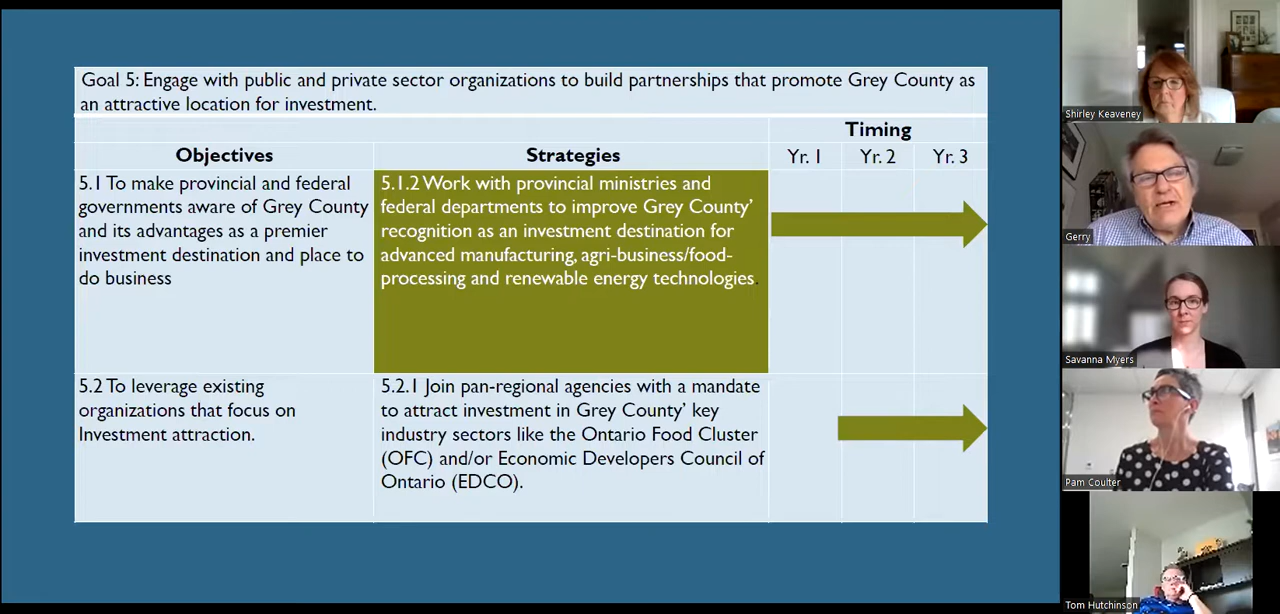 Goal 5: Engage with public and private sector organizations to build partnerships that promote Grey County as
an attractive location for investment.
Timing
Objectives
Strategies
Yr. 1
Yr. 2
Yr. 3
5.1 To make provincial and federal
governments aware of Grey County
and its advantages as a premier
investment destination and place to
do business
5.1.2 Work with provincial ministries and
federal departments to improve Grey County'
recognition as an investment destination for
advanced manufacturing, agri-business/food-
processing and renewable energy technologies.
5.2 To leverage existing
organizations that focus on
Investment attraction.
5.2.1 Join pan-regional agencies with a mandate
to attract investment in Grey County' key
industry sectors like the Ontario Food Cluster
(OFC) and/or Economic Developers Council of
Ontario (EDCO).
Shirley Keaveney
Gerry
Savanna Myers
Pam Coulter
Tom Hutchinson